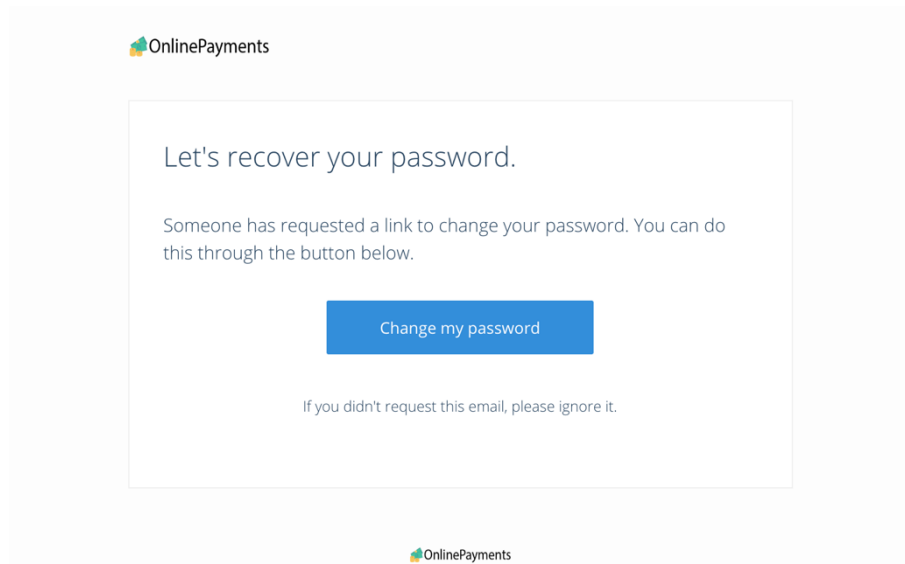 OnlinePayments
Let's recover your password.
Someone has requested a link to change your password. You can do
this through the button below.
Change my password
If you didn't request this email, please ignore it.
OnlinePayments